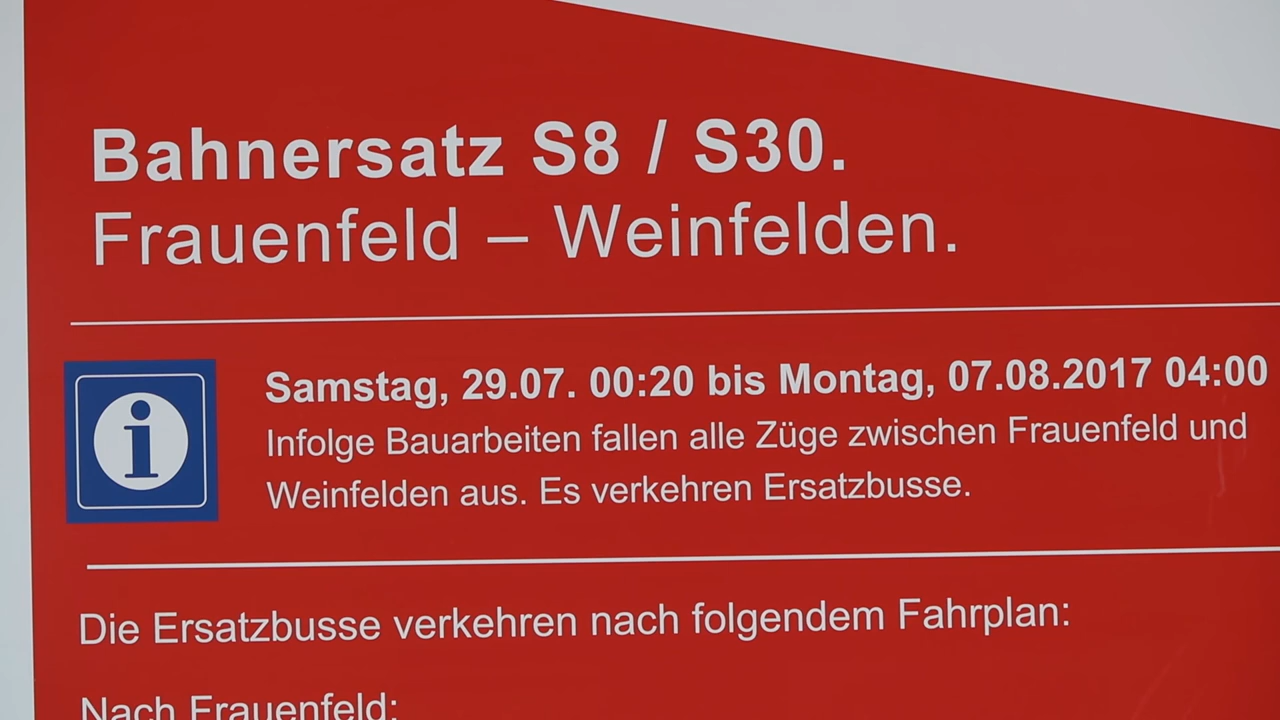 Bahnersatz S8 / S30.
Frauenfeld – Weinfelden.
i
Samstag, 29.07. 00:20 bis Montag, 07.08.2017 04:00
Infolge Bauarbeiten fallen alle Züge zwischen Frauenfeld und
Weinfelden aus. Es verkehren Ersatzbusse.
Die Ersatzbusse verkehren nach folgendem Fahrplan:
Nach Frauenfeld: